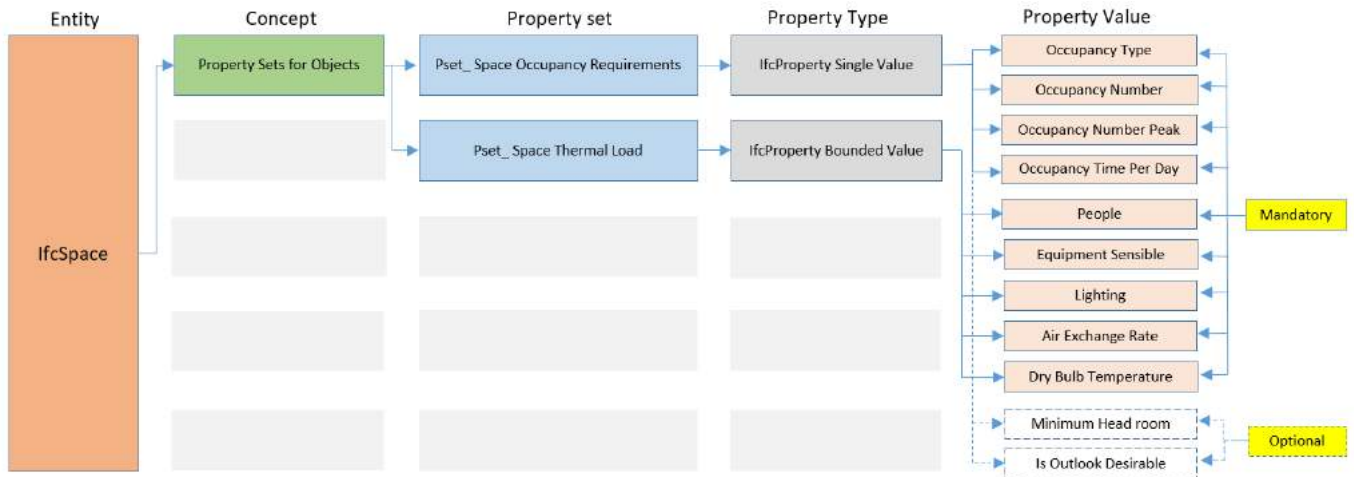 Entity
Concept
Property set
Property Type
Property Value
IfcSpace
Property Sets for Objects
Pset_ Space Occupancy Requirements
IfcProperty Single Value
Pset_ Space Thermal Load
IfcProperty Bounded Value
Occupancy Type
Occupancy Number
Occupancy Number Peak
Occupancy Time Per Day
People
Equipment Sensible
Lighting
Air Exchange Rate
Dry Bulb Temperature
Minimum Head room
Is Outlook Desirable
Mandatory
Optional